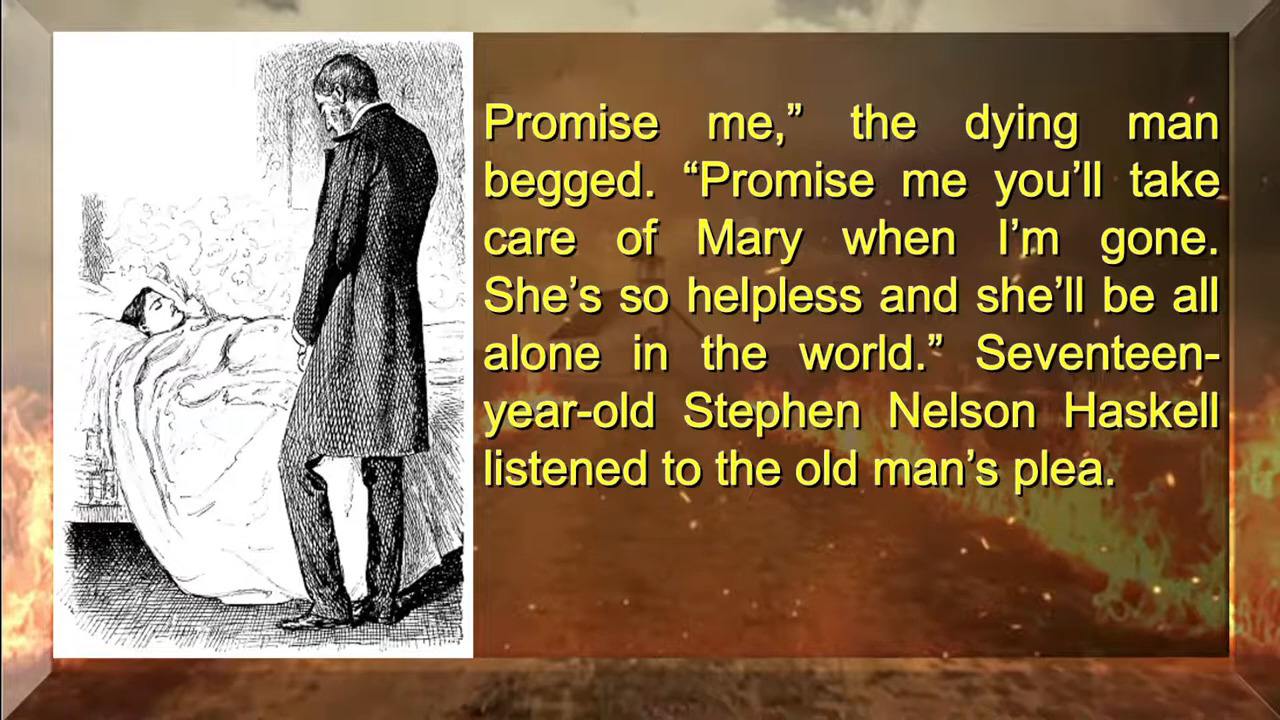 Promise me,” the dying man
begged. “Promise me you’ll take
care of Mary when I’m gone.
She’s so helpless and she’ll be all
alone in the world.” Seventeen-
year-old Stephen Nelson Haskell
listened to the old man’s plea.